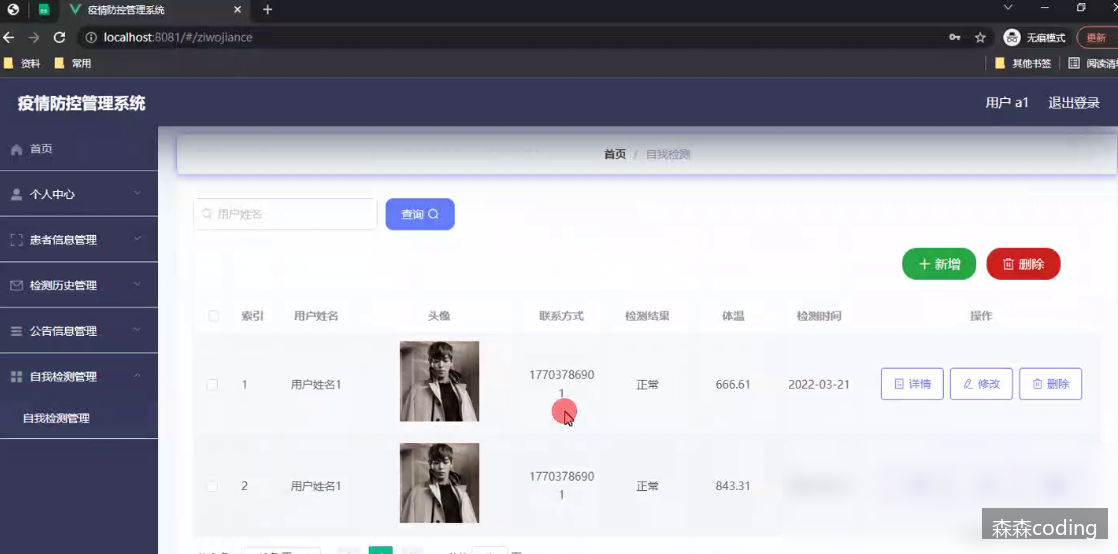 疫情防控管理系统
localhost:8081/#/ziwojiance
无痕模式
更新
资料
常用
其他书签
阅读清
疫情防控管理系统
用户 a1
退出登录
首页
个人中心
患者信息管理
检测历史管理
公告信息管理
自我检测管理
自我检测管理
首页 / 自我检测
用户姓名
查询
新增
删除
索引 用户姓名 头像 联系方式 检测结果 体温 检测时间 操作
1 用户姓名1 1770378690 正常 666.61 2022-03-21 详情 修改 删除
1
2 用户姓名1 1770378690 正常 843.31
1
森森coding